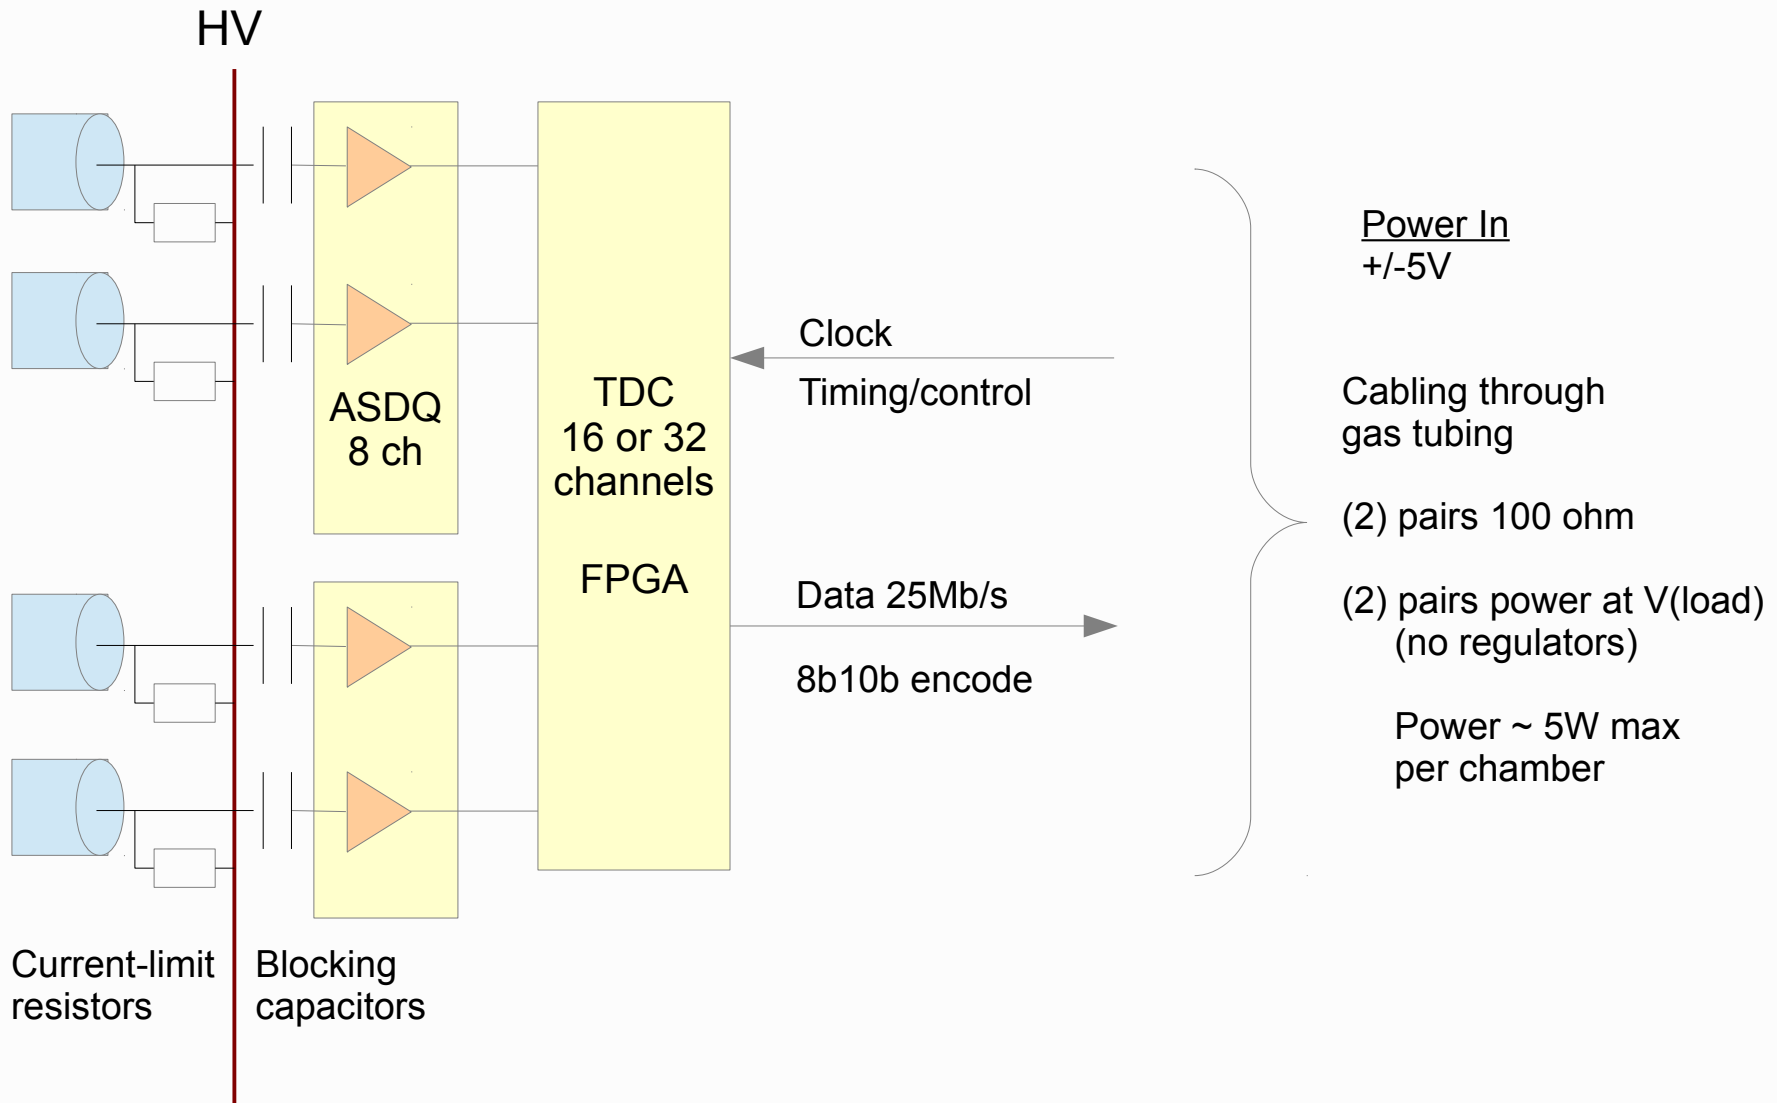 HV
ASDQ
8 ch
TDC
16 or 32
channels
FPGA
Clock
Timing/control
Data 25Mb/s
8b10b encode
Power In
+/-5V
Cabling through
gas tubing
(2) pairs 100 ohm
(2) pairs power at V(load)
(no regulators)
Power ~ 5W max
per chamber
Current-limit
resistors
Blocking
capacitors